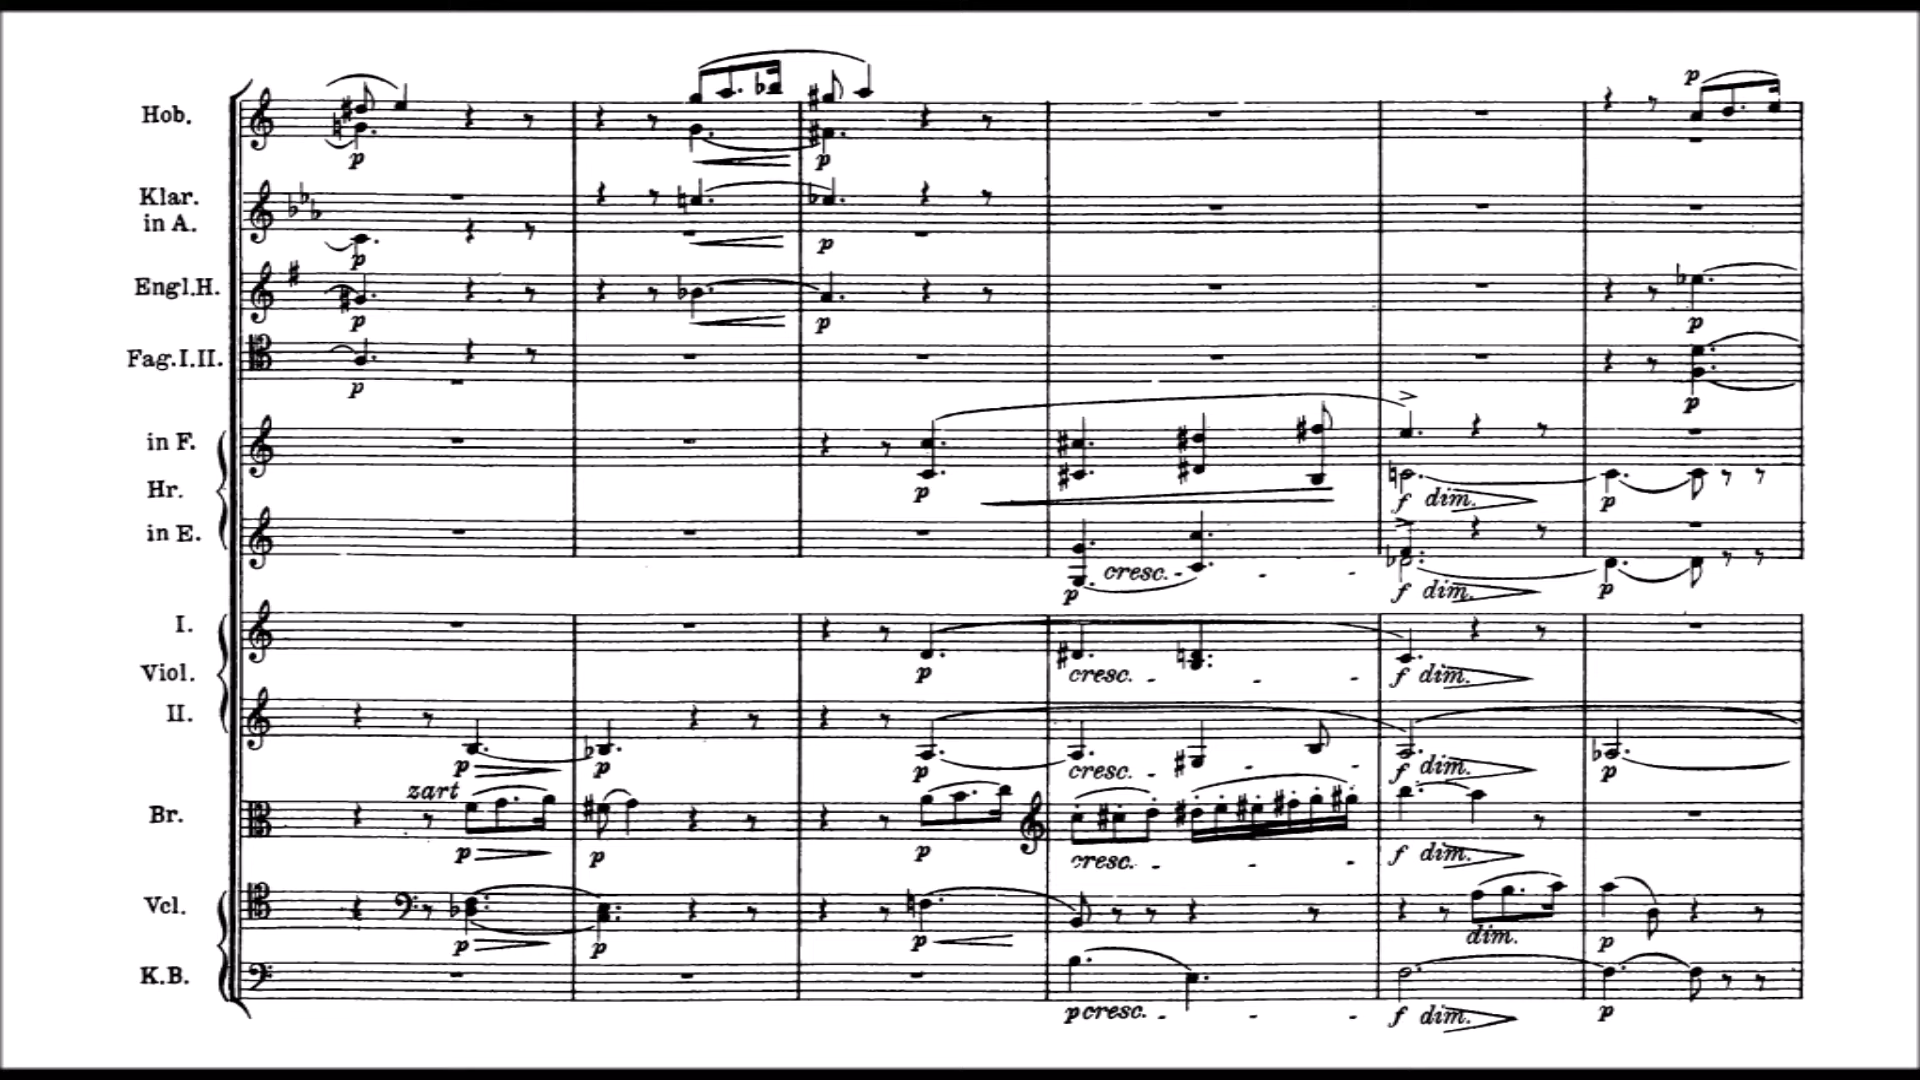 p
Hob.
p p
Klar.
in A.
p p
Engl.H.
p p p
Fag.I.II.
p p
in F.
Hr.
p f dim. p
in E.
p cresc. - - - f dim. p
I.
p cresc. - - - f dim.
Viol.
II.
p p p cresc. - - - f dim. p
zart
Br.
p p p cresc. - - - f dim.
Vcl.
p p p dim. p
K.B.
p cresc. - - - f dim. p